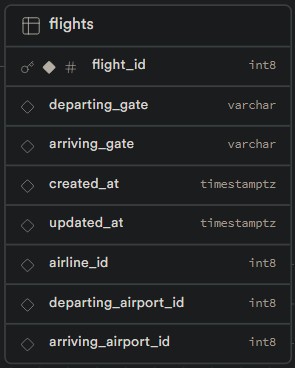 flights
# flight_id int8
departing_gate varchar
arriving_gate varchar
created_at timestamptz
updated_at timestamptz
airline_id int8
departing_airport_id int8
arriving_airport_id int8